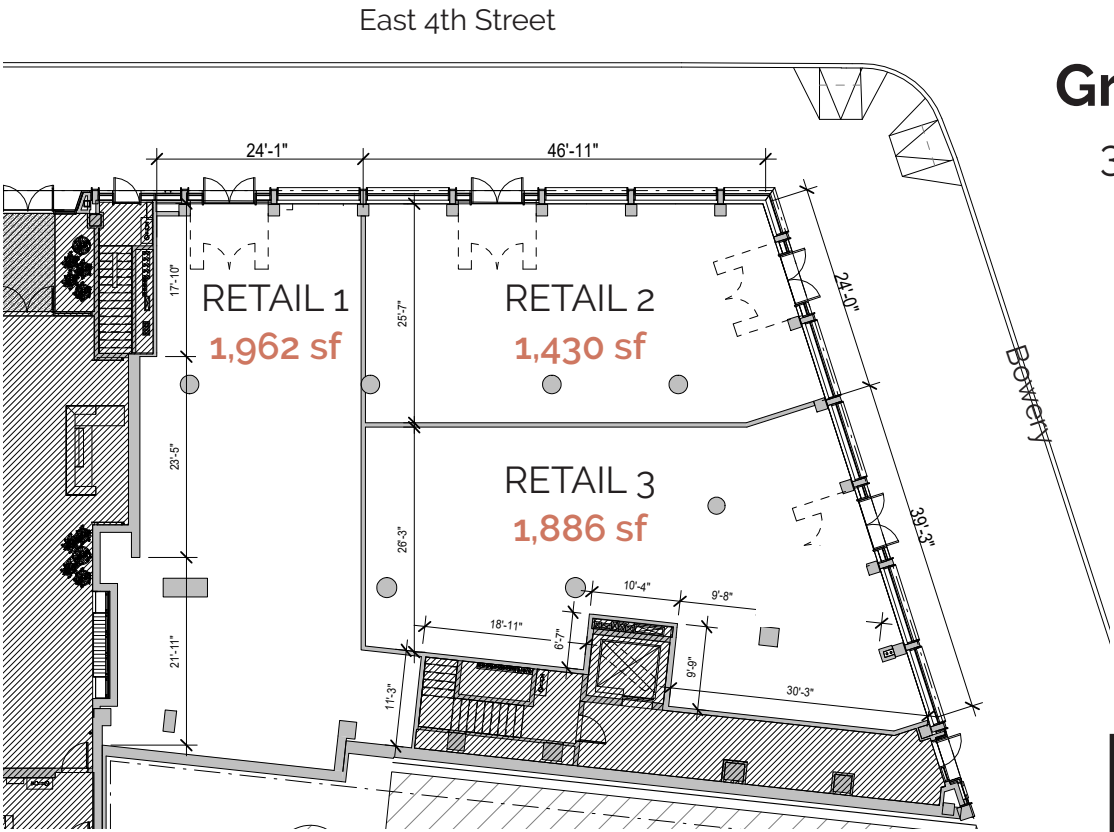 East 4th Street
Gr
3
24'-1"
46'-11"
17'-10"
RETAIL 1
1,962 sf
25'-7"
RETAIL 2
1,430 sf
24'-0"
Bowery
23'-5"
RETAIL 3
1,886 sf
26'-3"
39'-3"
10'-4"
9'-8"
18'-11"
6'-7"
21'-11"
11'-3"
9'-9"
30'-3"